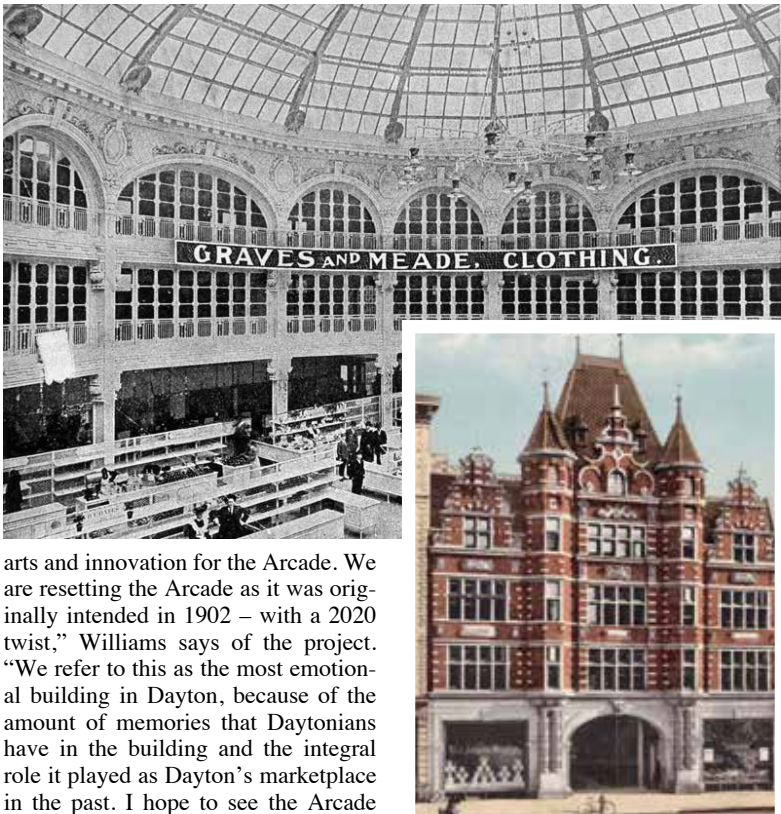 GRAVES AND MEADE, CLOTHING.
arts and innovation for the Arcade. We
are resetting the Arcade as it was orig-
inally intended in 1902 – with a 2020
twist,” Williams says of the project.
“We refer to this as the most emotion-
al building in Dayton, because of the
amount of memories that Daytonians
have in the building and the integral
role it played as Dayton’s marketplace
in the past. I hope to see the Arcade